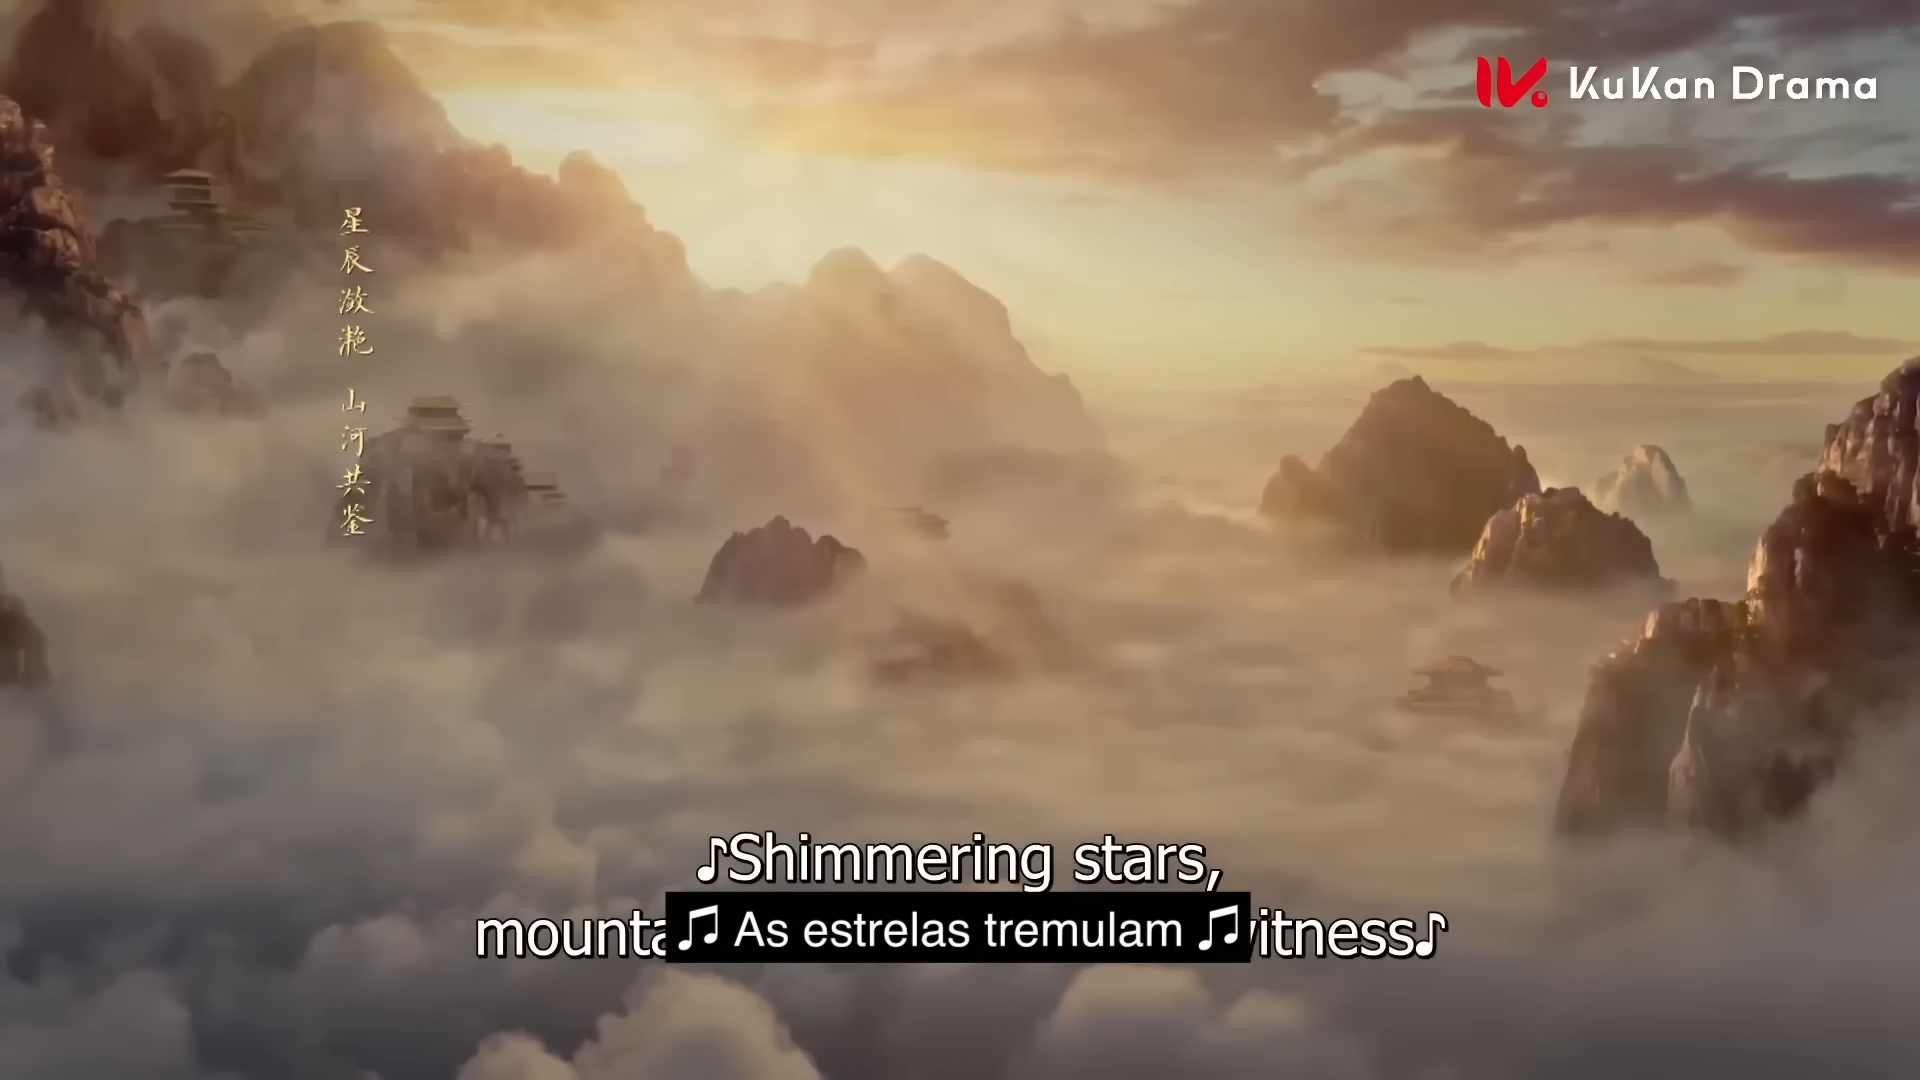 KuKan Drama
星辰潋滟 山河共鉴
♪Shimmering stars,
mounta
♫ As estrelas tremulam ♫
itness♪